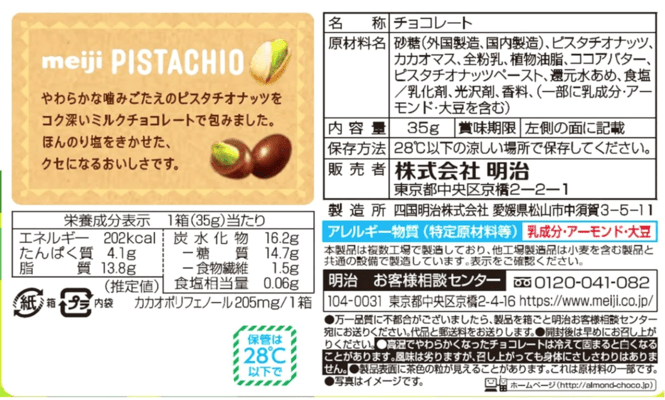 meiji PISTACHIO
やわらかな噛みごたえのピスタチオナッツを
コク深いミルクチョコレートで包みました。
ほんのり塩をきかせた、
クセになるおいしさです。
栄養成分表示 1箱(35g)当たり
エネルギー 202kcal
たんぱく質 4.1g
脂質 13.8g
炭水化物 16.2g
−糖質 14.7g
−食物繊維 1.5g
食塩相当量 0.06g
(推定値)
カカオポリフェノール205mg/1箱
紙 箱 プラ 内袋
保管は
28℃以下
以下で
名称 チョコレート
原材料名 砂糖(外国製造、国内製造)、ピスタチオナッツ、
カカオマス、全粉乳、植物油脂、ココアバター、
ピスタチオナッツペースト、還元水あめ、食塩
/乳化剤、光沢剤、香料、(一部に乳成分・アー
モンド・大豆を含む)
内容量 35g 賞味期限 左側の面に記載
保存方法 28℃以下の涼しい場所で保存してください。
販売者 株式会社 明治
東京都中央区京橋2−2−1
製造所 四国明治株式会社 愛媛県松山市中須賀3−5−11
アレルギー物質(特定原材料等) 乳成分・アーモンド・大豆
本製品は複数工場で製造しており、他工場製造品は小麦を含む製品と
共通の設備で製造しています。表示をご確認ください。
明治 お客様相談センター 0120-041-082
104-0031 東京都中央区京橋2-4-16 https://www.meiji.co.jp/
●万一品質に不都合がございましたら、製品を箱ごと明治お客様相談センター
宛にお送りください。代品と郵送料をお送りします。●開封後は早めにお召し上が
りください。●高温でやわらかくなったチョコレートは冷えて固まると白くなる
ことがあります。風味は劣りますが、召し上がっても身体にさしさわりはありま
せん。●製品表面に茶色の粒が見えることがあります。これは原材料の一部です。
●写真はイメージです。
ホームページ(http://almond-choco.jp/)